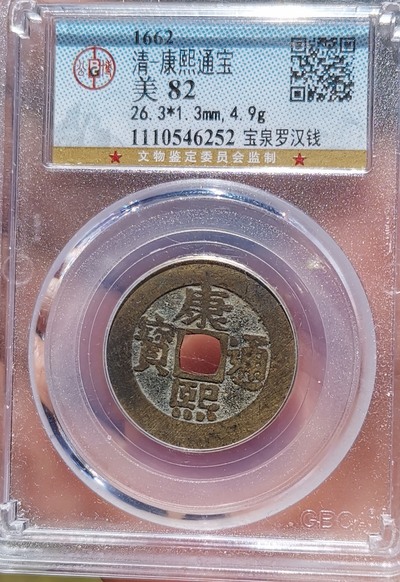 1662
清·康熙通宝
美 82
26.3*1.3mm,4.9g
1110546252 宝泉罗汉钱
★ 文物鉴定委员会监制 ★
康熙通寶
GBCA